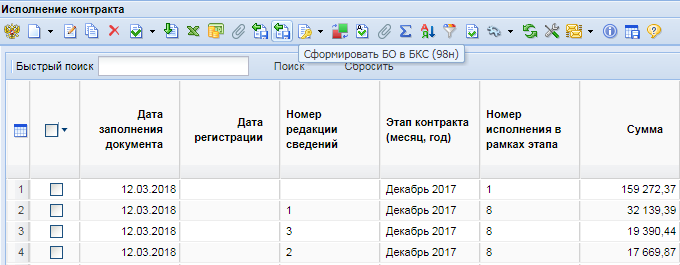 Исполнение контракта
Сформировать БО в БКС (98н)
Быстрый поиск Поиск Сбросить
Дата заполнения документа
Дата регистрации
Номер редакции сведений
Этап контракта (месяц, год)
Номер исполнения в рамках этапа
Сумма
1 12.03.2018 Декабрь 2017 1 159 272,37
2 12.03.2018 1 Декабрь 2017 8 32 139,39
3 12.03.2018 3 Декабрь 2017 8 19 390,44
4 12.03.2018 2 Декабрь 2017 8 17 669,87